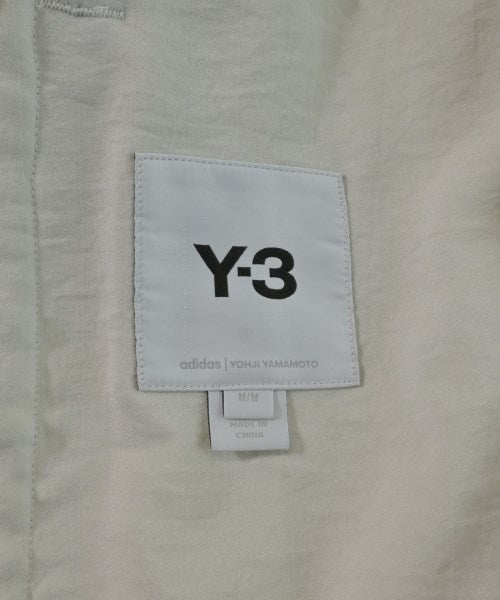 Y-3
adidas | YOHJI YAMAMOTO
M/M
MADE IN
CHINA